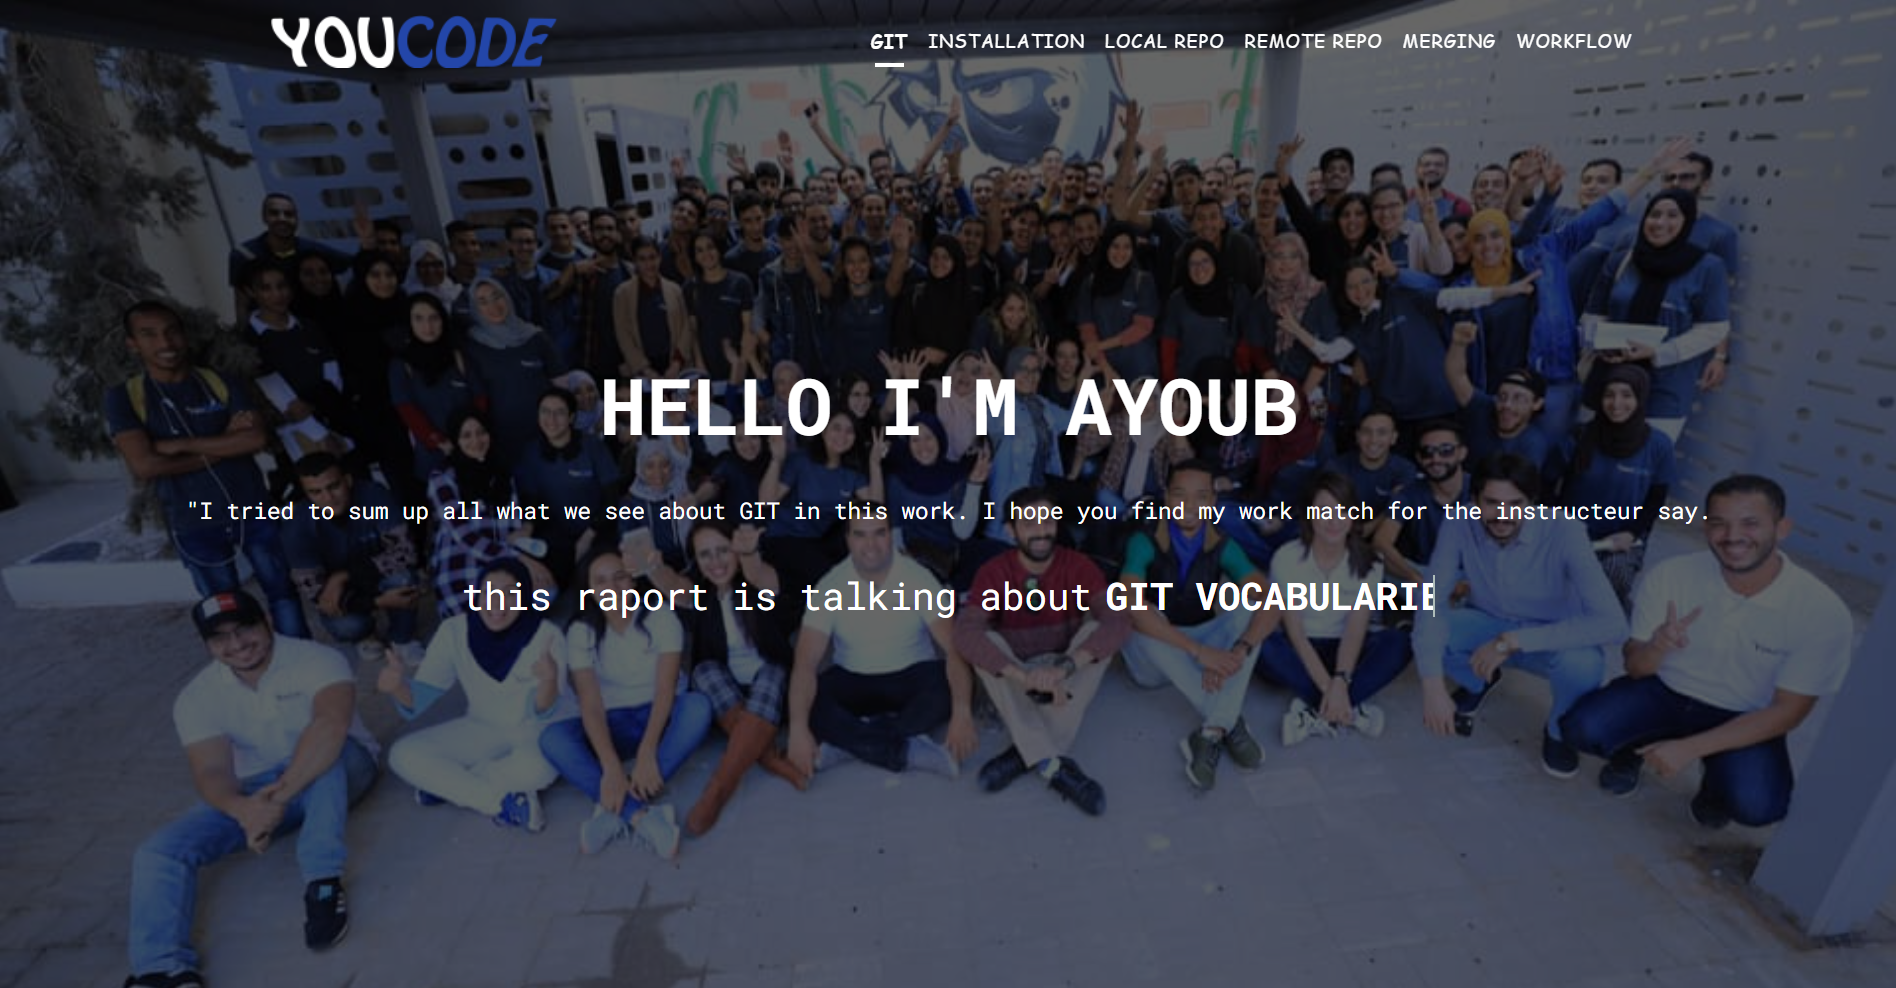 YOUCODE
GIT INSTALLATION LOCAL REPO REMOTE REPO MERGING WORKFLOW
HELLO I'M AYOUB
"I tried to sum up all what we see about GIT in this work. I hope you find my work match for the instructeur say.
this raport is talking about GIT VOCABULARIE